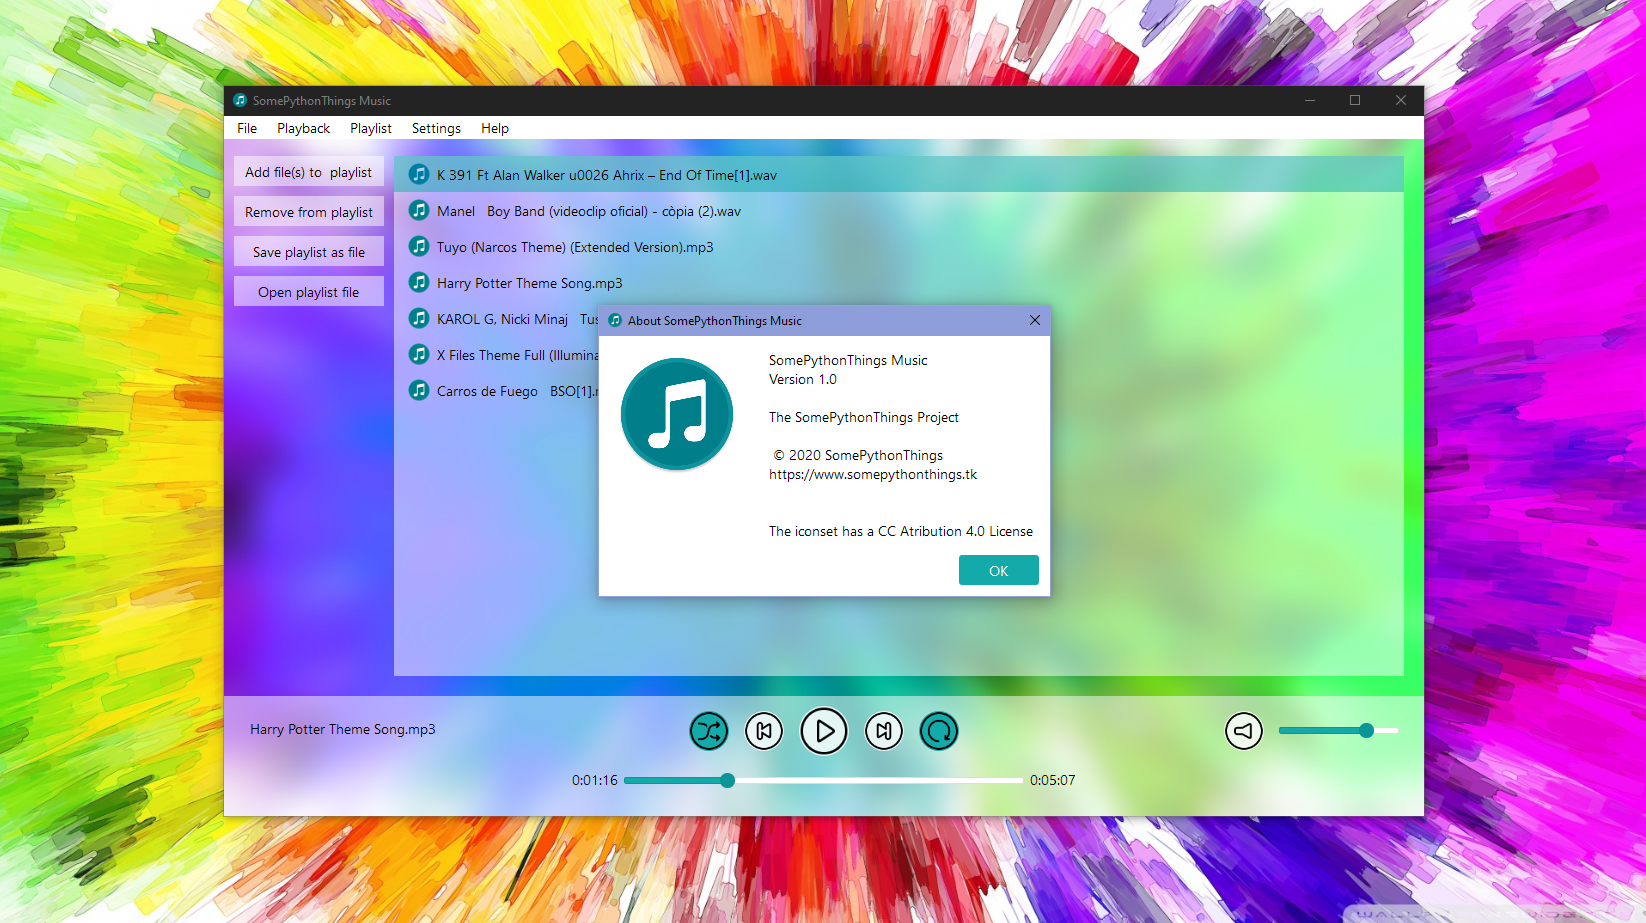 SomePythonThings Music
File Playback Playlist Settings Help
Add file(s) to playlist
Remove from playlist
Save playlist as file
Open playlist file
K 391 Ft Alan Walker u0026 Ahrix – End Of Time[1].wav
Manel Boy Band (videoclip oficial) - còpia (2).wav
Tuyo (Narcos Theme) (Extended Version).mp3
Harry Potter Theme Song.mp3
KAROL G, Nicki Minaj Tus
X Files Theme Full (Illumina
Carros de Fuego BSO[1].
About SomePythonThings Music
SomePythonThings Music
Version 1.0
The SomePythonThings Project
© 2020 SomePythonThings
https://www.somepythonthings.tk
The iconset has a CC Atribution 4.0 License
OK
Harry Potter Theme Song.mp3
0:01:16
0:05:07